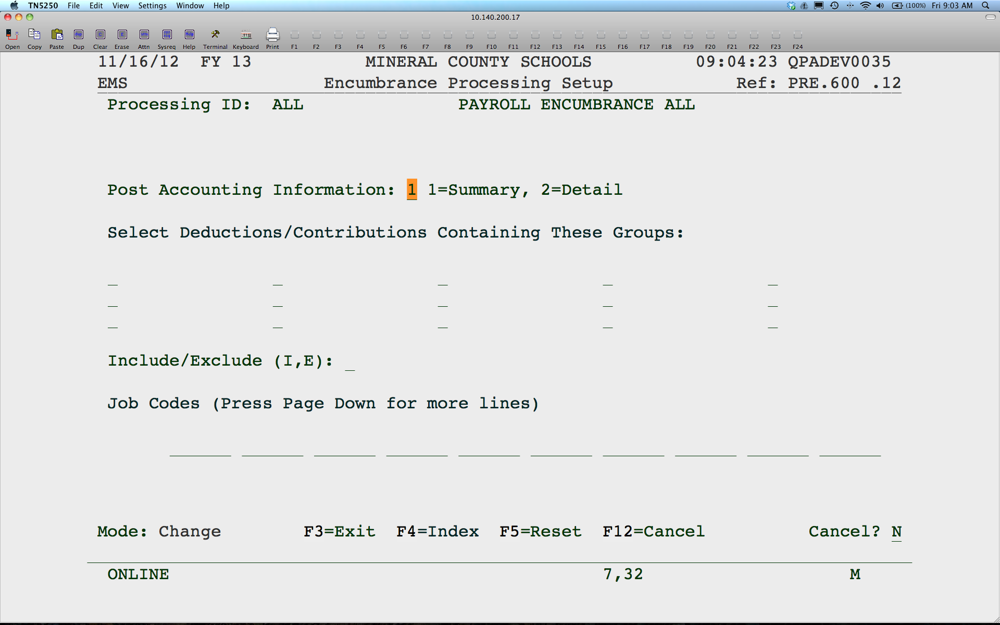 TN5250 File Edit View Settings Window Help (100%) Fri 9:03 AM
10.140.200.17
Open Copy Paste Dup Clear Erase Attn Sysreq Help Terminal Keyboard Print F1 F2 F3 F4 F5 F6 F7 F8 F9 F10 F11 F12 F13 F14 F15 F16 F17 F18 F19 F20 F21 F22 F23 F24
11/16/12 FY 13 MINERAL COUNTY SCHOOLS 09:04:23 QPADEV0035
EMS Encumbrance Processing Setup Ref: PRE.600 .12
Processing ID: ALL PAYROLL ENCUMBRANCE ALL
Post Accounting Information: 1 1=Summary, 2=Detail
Select Deductions/Contributions Containing These Groups:
Include/Exclude (I,E): _
Job Codes (Press Page Down for more lines)
Mode: Change F3=Exit F4=Index F5=Reset F12=Cancel Cancel? N
ONLINE 7,32 M